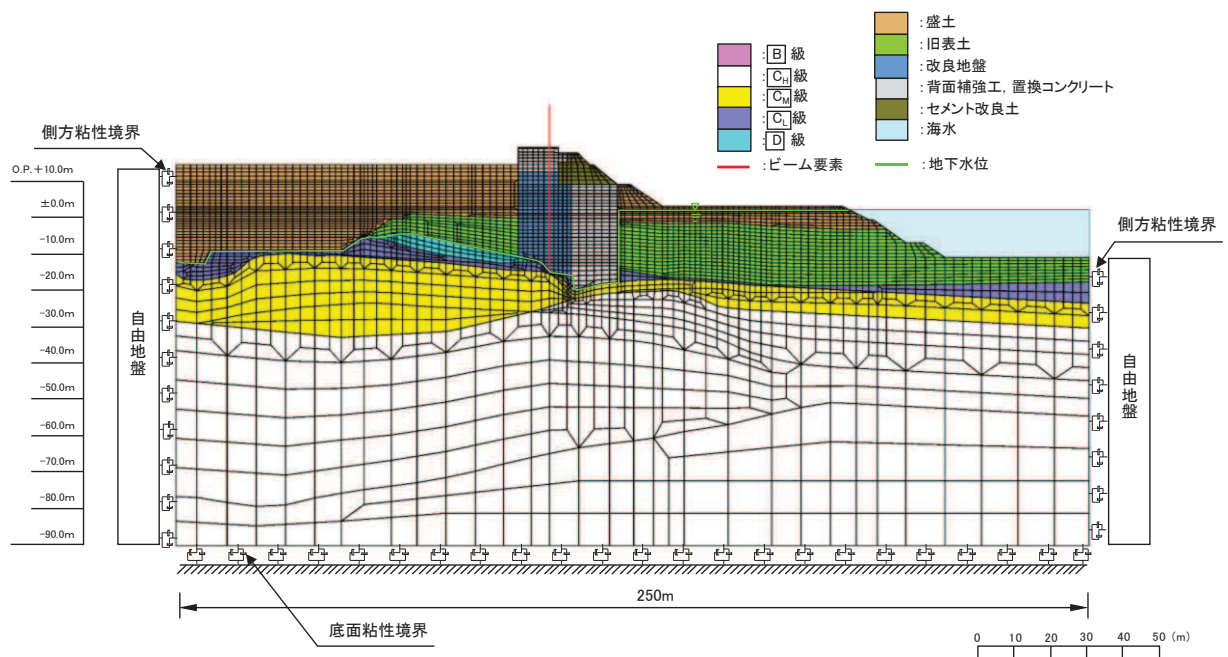 :盛土
:旧表土
:改良地盤
:背面補強工, 置換コンクリート
:セメント改良土
:海水
:地下水位
:B 級
:CH級
:CM級
:CL級
:D 級
:ビーム要素
側方粘性境界
O.P.+10.0m
±0.0m
-10.0m
-20.0m
-30.0m
-40.0m
-50.0m
-60.0m
-70.0m
-80.0m
-90.0m
自由地盤
側方粘性境界
自由地盤
250m
底面粘性境界
0 10 20 30 40 50 (m)